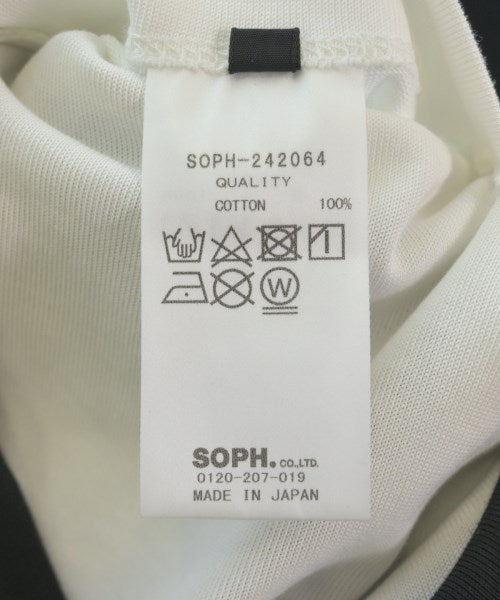 SOPH-242064
QUALITY
COTTON 100%
W
SOPH. CO.,LTD.
0120-207-019
MADE IN JAPAN